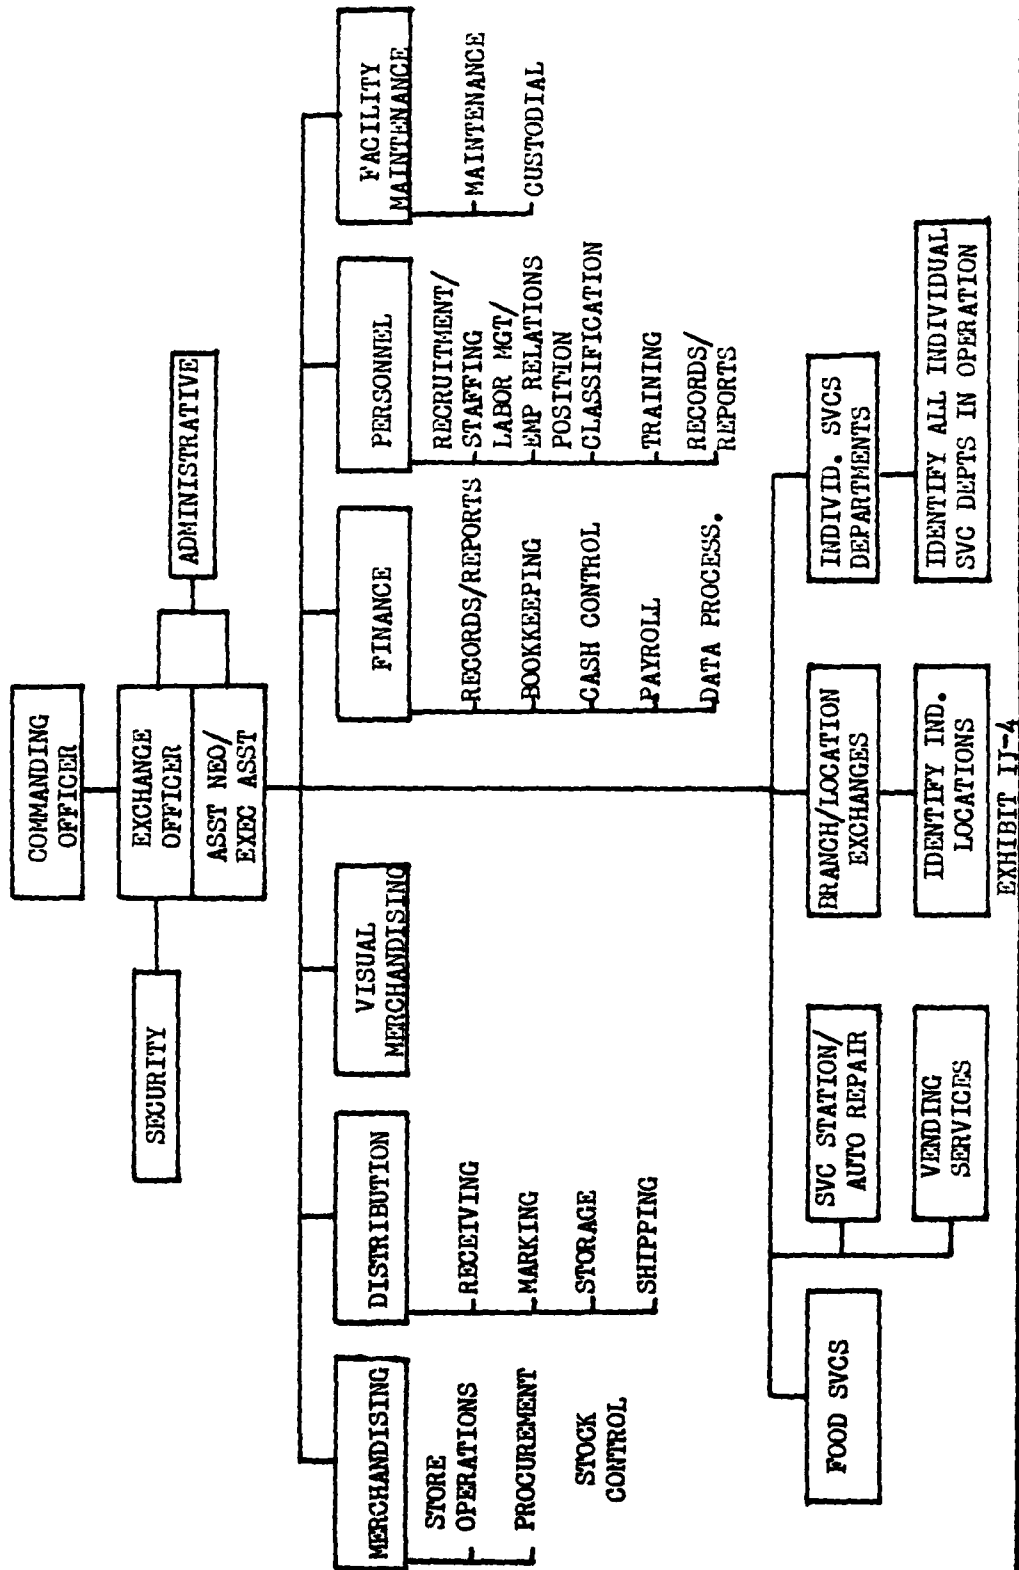 COMMANDING
OFFICER
SECURITY
EXCHANGE
OFFICER
ASST NEO/
EXEC ASST
ADMINISTRATIVE
MERCHANDISING
STORE
OPERATIONS
PROCUREMENT
STOCK
CONTROL
DISTRIBUTION
RECEIVING
MARKING
STORAGE
SHIPPING
VISUAL
MERCHANDISING
FINANCE
RECORDS/REPORTS
BOOKKEEPING
CASH CONTROL
PAYROLL
DATA PROCESS.
PERSONNEL
RECRUITMENT/
STAFFING
LABOR MGT/
EMP RELATIONS
POSITION
CLASSIFICATION
TRAINING
RECORDS/
REPORTS
FACILITY
MAINTENANCE
MAINTENANCE
CUSTODIAL
FOOD SVCS
SVC STATION/
AUTO REPAIR
VENDING
SERVICES
BRANCH/LOCATION
EXCHANGES
IDENTIFY IND.
LOCATIONS
INDIVID. SVCS
DEPARTMENTS
IDENTIFY ALL INDIVIDUAL
SVC DEPTS IN OPERATION
EXHIBIT II-4